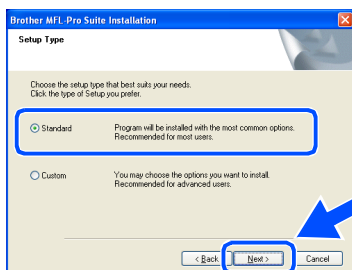 Brother MFL-Pro Suite Installation
Setup Type
Choose the setup type that best suits your needs.
Click the type of Setup you prefer.
Standard
Program will be installed with the most common options.
Recommended for most users.
Custom
You may choose the options you want to install.
Recommended for advanced users.
< Back
Next >
Cancel